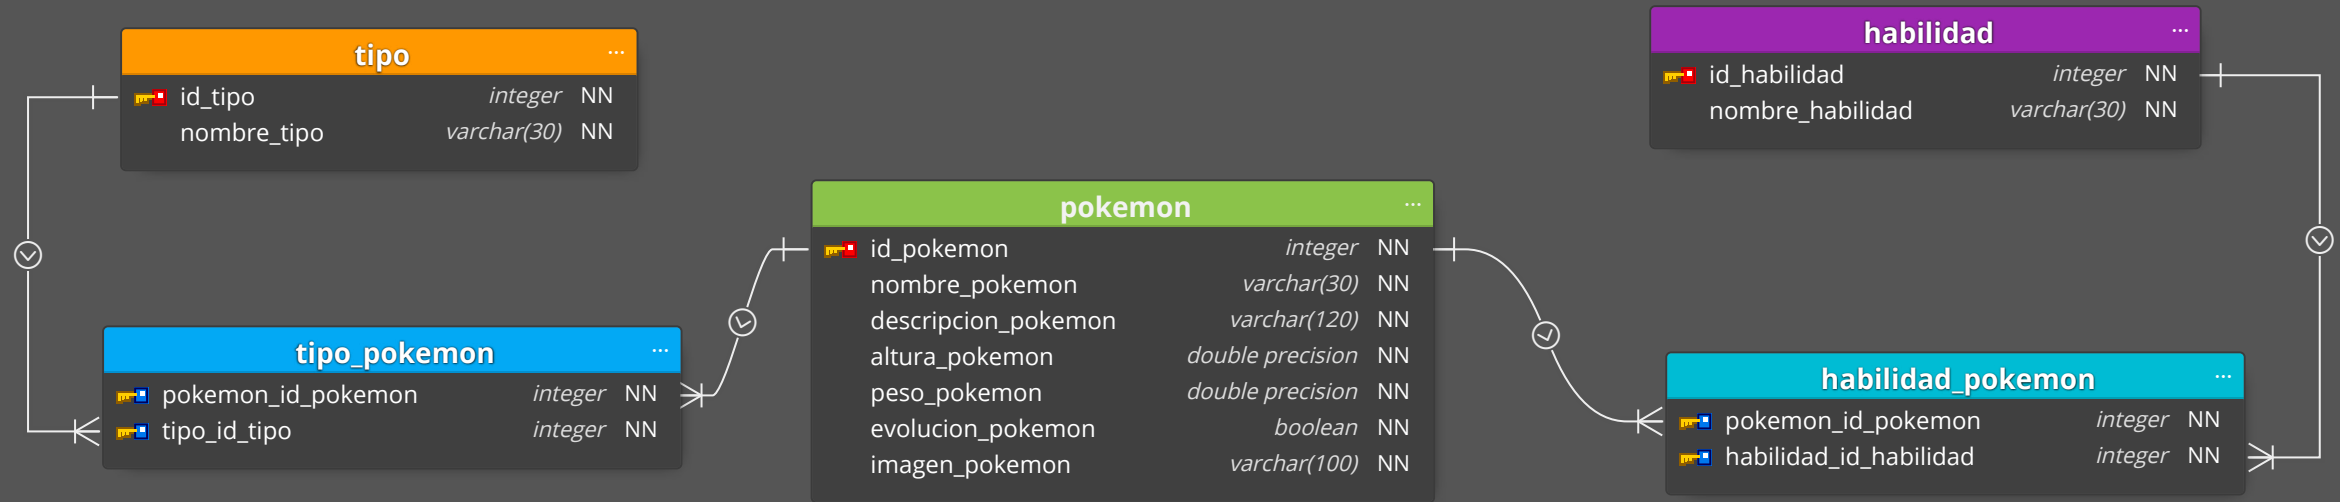 tipo ...
id_tipo integer NN
nombre_tipo varchar(30) NN
habilidad ...
id_habilidad integer NN
nombre_habilidad varchar(30) NN
pokemon ...
id_pokemon integer NN
nombre_pokemon varchar(30) NN
descripcion_pokemon varchar(120) NN
altura_pokemon double precision NN
peso_pokemon double precision NN
evolucion_pokemon boolean NN
imagen_pokemon varchar(100) NN
tipo_pokemon ...
pokemon_id_pokemon integer NN
tipo_id_tipo integer NN
habilidad_pokemon ...
pokemon_id_pokemon integer NN
habilidad_id_habilidad integer NN